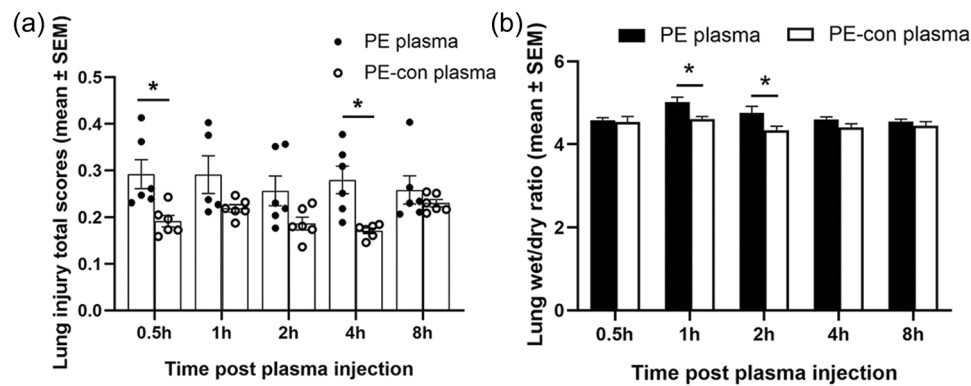 (a)
Lung injury total scores (mean ± SEM)
PE plasma
PE-con plasma
0.5
0.4
0.3
0.2
0.1
0.0
*
*
0.5h 1h 2h 4h 8h
Time post plasma injection
(b)
Lung wet/dry ratio (mean ± SEM)
PE plasma PE-con plasma
6
4
2
0
*
*
0.5h 1h 2h 4h 8h
Time post plasma injection